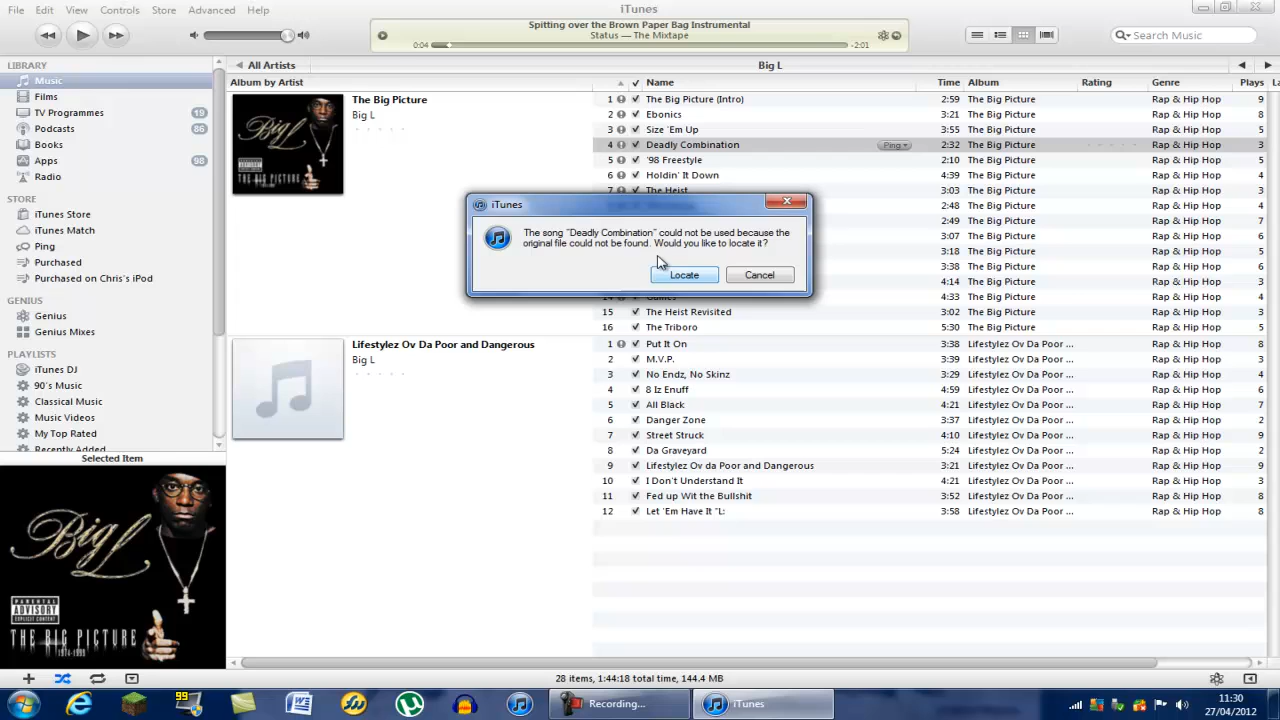 File Edit View Controls Store Advanced Help
iTunes
Spitting over the Brown Paper Bag Instrumental
Status — The Mixtape
0:04 -2:01
Search Music
LIBRARY
Music
Films
TV Programmes 19
Podcasts 86
Books
Apps 98
Radio
STORE
iTunes Store
iTunes Match
Ping
Purchased
Purchased on Chris's iPod
GENIUS
Genius
Genius Mixes
PLAYLISTS
iTunes DJ
90's Music
Classical Music
Music Videos
My Top Rated
Recently Added
Selected Item
Big L
PARENTAL
ADVISORY
EXPLICIT CONTENT
THE BIG PICTURE
1974-1999
All Artists Big L
Album by Artist Name Time Album Rating Genre Plays
The Big Picture
Big L
1 The Big Picture (Intro) 2:59 The Big Picture Rap & Hip Hop 9
2 Ebonics 3:21 The Big Picture Rap & Hip Hop 8
3 Size 'Em Up 3:55 The Big Picture Rap & Hip Hop 5
4 Deadly Combination Ping 2:32 The Big Picture Rap & Hip Hop 3
5 '98 Freestyle 2:10 The Big Picture Rap & Hip Hop 5
6 Holdin' It Down 4:39 The Big Picture Rap & Hip Hop 4
7 The Heist 3:03 The Big Picture Rap & Hip Hop 3
2:48 The Big Picture Rap & Hip Hop 4
2:49 The Big Picture Rap & Hip Hop 6
3:07 The Big Picture Rap & Hip Hop 2
3:18 The Big Picture Rap & Hip Hop 6
3:38 The Big Picture Rap & Hip Hop 2
4:14 The Big Picture Rap & Hip Hop 3
14 Games 4:33 The Big Picture Rap & Hip Hop 4
15 The Heist Revisited 3:02 The Big Picture Rap & Hip Hop 3
16 The Triboro 5:30 The Big Picture Rap & Hip Hop 4
iTunes
The song "Deadly Combination" could not be used because the
original file could not be found. Would you like to locate it?
Locate Cancel
Lifestylez Ov Da Poor and Dangerous
Big L
1 Put It On 3:38 Lifestylez Ov Da Poor ... Rap & Hip Hop 8
2 M.V.P. 3:39 Lifestylez Ov Da Poor ... Rap & Hip Hop 3
3 No Endz, No Skinz 3:29 Lifestylez Ov Da Poor ... Rap & Hip Hop 4
4 8 Iz Enuff 4:59 Lifestylez Ov Da Poor ... Rap & Hip Hop 6
5 All Black 4:21 Lifestylez Ov Da Poor ... Rap & Hip Hop 7
6 Danger Zone 3:37 Lifestylez Ov Da Poor ... Rap & Hip Hop 2
7 Street Struck 4:10 Lifestylez Ov Da Poor ... Rap & Hip Hop 9
8 Da Graveyard 5:24 Lifestylez Ov Da Poor ... Rap & Hip Hop 2
9 Lifestylez Ov da Poor and Dangerous 3:21 Lifestylez Ov Da Poor ... Rap & Hip Hop 9
10 I Don't Understand It 4:21 Lifestylez Ov Da Poor ... Rap & Hip Hop 3
11 Fed up Wit the Bullshit 3:52 Lifestylez Ov Da Poor ... Rap & Hip Hop 8
12 Let 'Em Have It "L: 3:58 Lifestylez Ov Da Poor ... Rap & Hip Hop 8
28 items, 1:44:18 total time, 144.4 MB
99
Recording...
iTunes
11:30
27/04/2012